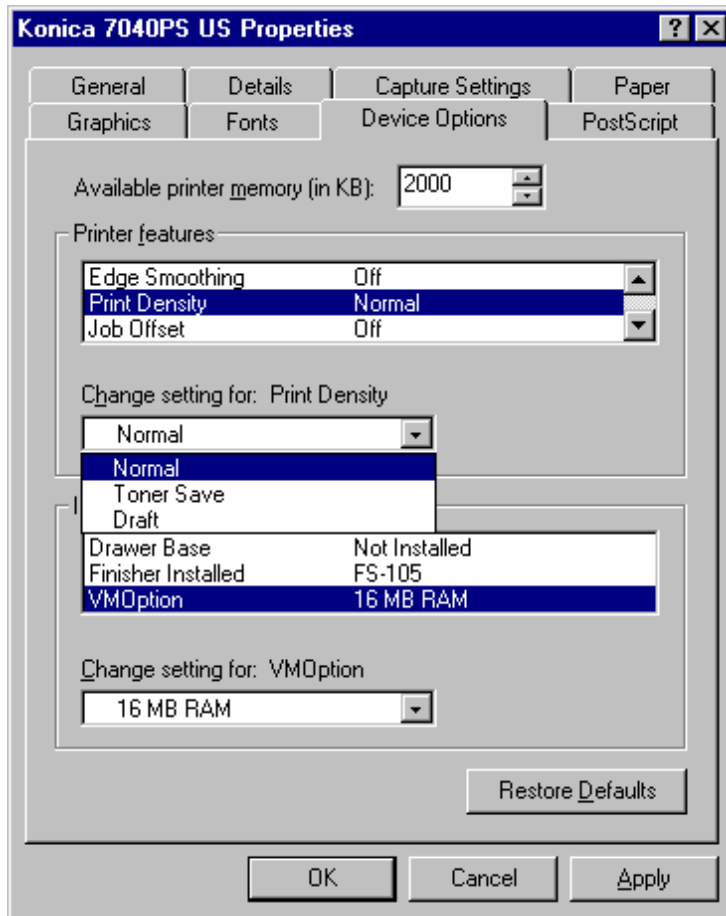 Konica 7040PS US Properties
General Details Capture Settings Paper
Graphics Fonts Device Options PostScript
Available printer memory (in KB): 2000
Printer features
Edge Smoothing Off
Print Density Normal
Job Offset Off
Change setting for: Print Density
Normal
Normal
Toner Save
Draft
Drawer Base Not Installed
Finisher Installed FS-105
VMOption 16 MB RAM
Change setting for: VMOption
16 MB RAM
Restore Defaults
OK Cancel Apply